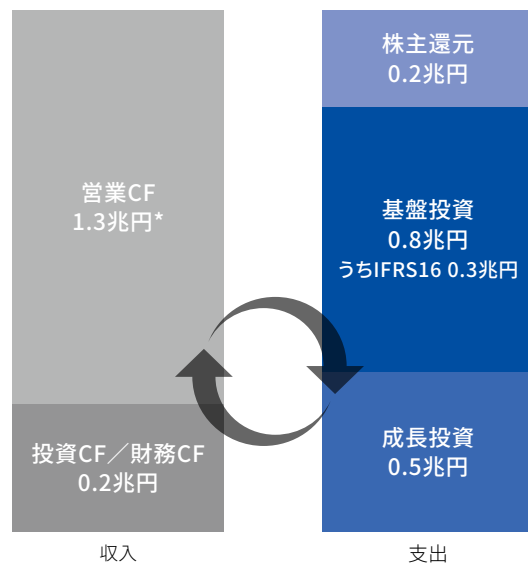 営業CF
1.3兆円*
投資CF／財務CF
0.2兆円
収入
株主還元
0.2兆円
基盤投資
0.8兆円
うちIFRS16 0.3兆円
成長投資
0.5兆円
支出